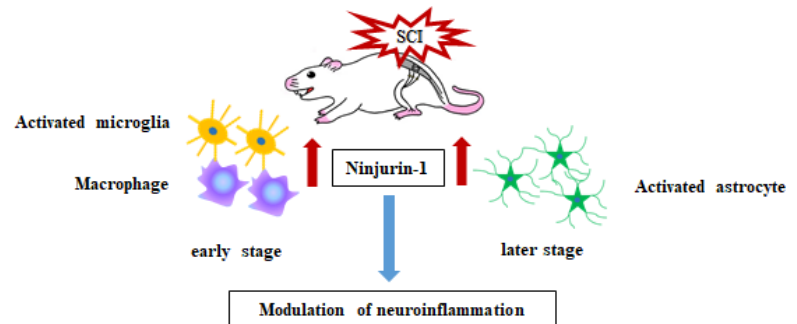 SCI
Activated microglia
Macrophage
Ninjurin-1
Activated astrocyte
early stage
later stage
Modulation of neuroinflammation